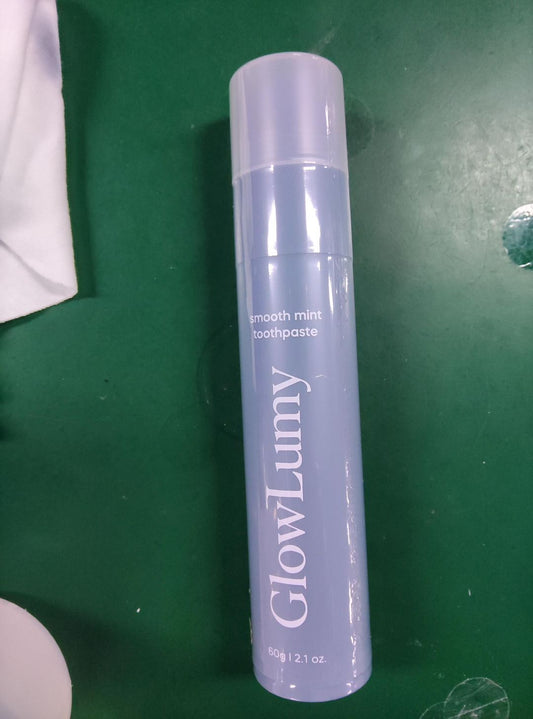 smooth mint
toothpaste
GlowLumy
60g | 2.1 oz.